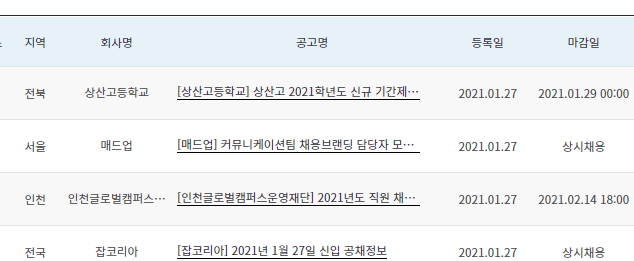 지역 회사명 공고명 등록일 마감일
전북 상산고등학교 [상산고등학교] 상산고 2021학년도 신규 기간제… 2021.01.27 2021.01.29 00:00
서울 매드업 [매드업] 커뮤니케이션팀 채용브랜딩 담당자 모… 2021.01.27 상시채용
인천 인천글로벌캠퍼스… [인천글로벌캠퍼스운영재단] 2021년도 직원 채… 2021.01.27 2021.02.14 18:00
전국 잡코리아 [잡코리아] 2021년 1월 27일 신입 공채정보 2021.01.27 상시채용